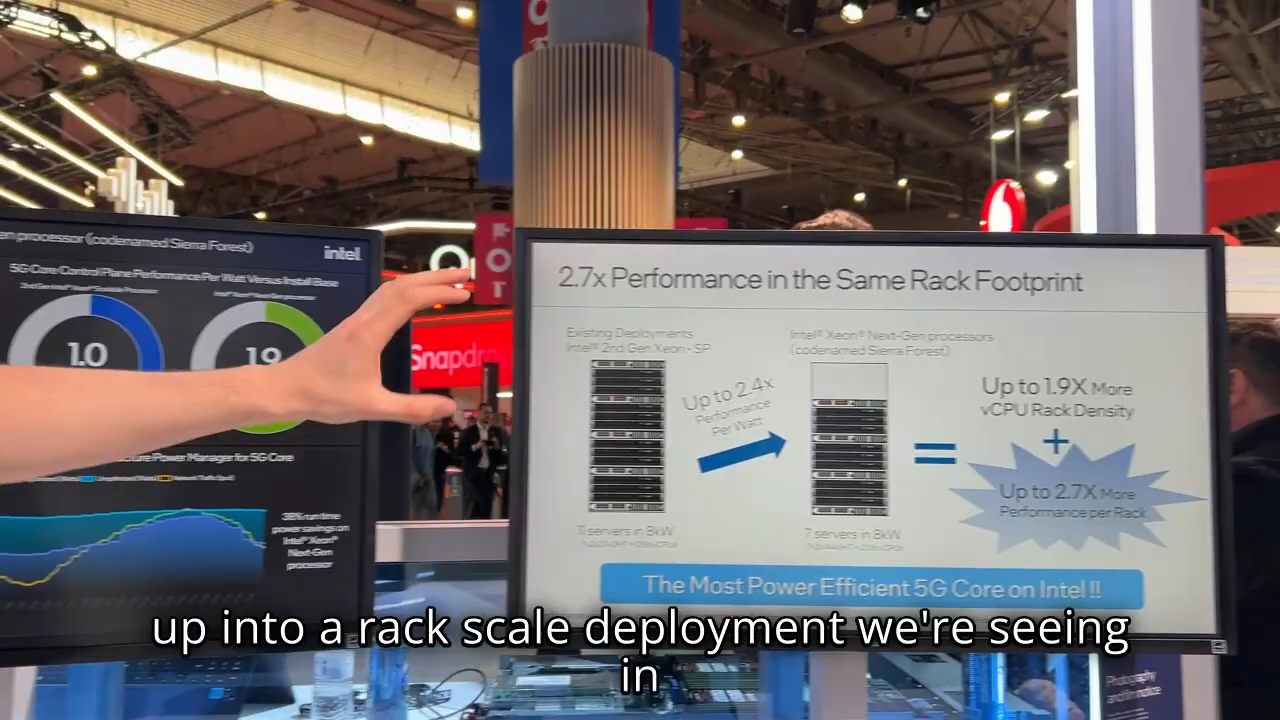 en processor (codenamed Sierra Forest)
intel
5G Core Control Plane Performance Per Watt Versus Install Base
1.0
1.9
Power Manager for 5G Core
38% runtime
power savings on
Intel® Xeon®
Next-Gen
processor
Snapdra
2.7x Performance in the Same Rack Footprint
Existing Deployments
Intel® 2nd Gen Xeon - SP
Intel® Xeon® Next-Gen processors
(codenamed Sierra Forest)
Up to 2.4x
Performance
Per Watt
Up to 1.9X More
vCPU Rack Density
+
=
Up to 2.7X More
Performance per Rack
11 servers in 8kW
7 servers in 8kW
The Most Power Efficient 5G Core on Intel !!
up into a rack scale deployment we're seeing
in